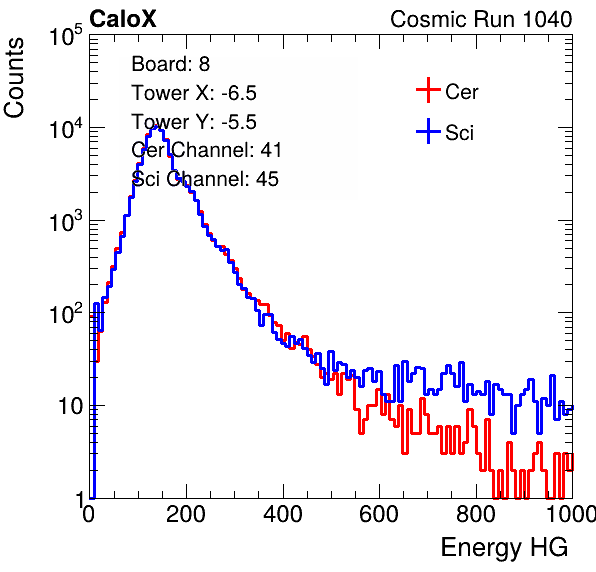 CaloX Cosmic Run 1040
Counts
10^5
10^4
10^3
10^2
10
1
Board: 8
Tower X: -6.5
Tower Y: -5.5
Cer Channel: 41
Sci Channel: 45
Cer
Sci
0 200 400 600 800 1000
Energy HG